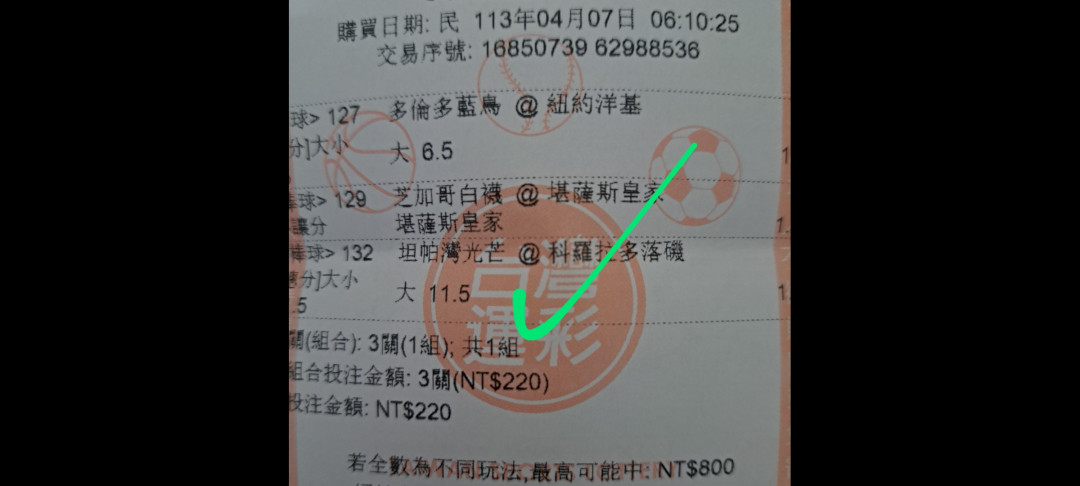 購買日期: 民 113年04月07日 06:10:25
交易序號: 16850739 62988536
球> 127 多倫多藍鳥 @ 紐約洋基
分]大小 大 6.5
棒球> 129 芝加哥白襪 @ 堪薩斯皇家
讓分 堪薩斯皇家
棒球> 132 坦帕灣光芒 @ 科羅拉多落磯
分]大小 大 11.5
.5
關(組合): 3關(1組); 共1組
組合投注金額: 3關(NT$220)
投注金額: NT$220
台灣
運彩
若全數為不同玩法,最高可能中: NT$800